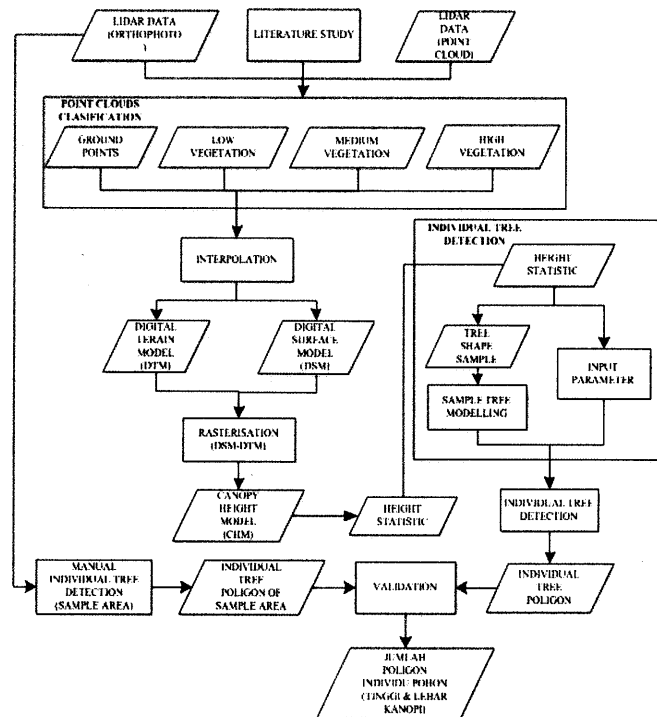 LIDAR DATA
(ORTHOPHOTO
)
LITERATURE STUDY
LIDAR
DATA
(POINT
CLOUD)
POINT CLOUDS
CLASIFICATION
GROUND
POINTS
LOW
VEGETATION
MEDIUM
VEGETATION
HIGH
VEGETATION
INTERPOLATION
DIGITAL
TERAIN
MODEL
(DTM)
DIGITAL
SURFACE
MODEL
(DSM)
RASTERISATION
(DSM-DTM)
CANOPY
HEIGHT
MODEL
(CHM)
HEIGHT
STATISTIC
INDIVIDUAL TREE
DETECTION
HEIGHT
STATISTIC
TREE
SHAPE
SAMPLE
INPUT
PARAMETER
SAMPLE TREE
MODELLING
INDIVIDUAL TREE
DETECTION
MANUAL
INDIVIDUAL TREE
DETECTION
(SAMPLE AREA)
INDIVIDUAL
TREE
POLIGON OF
SAMPLE AREA
VALIDATION
INDIVIDUAL
TREE
POLIGON
JUMLAH
POLIGON
INDIVIDU POHON
(TINGGI & LEBAR
KANOPI)